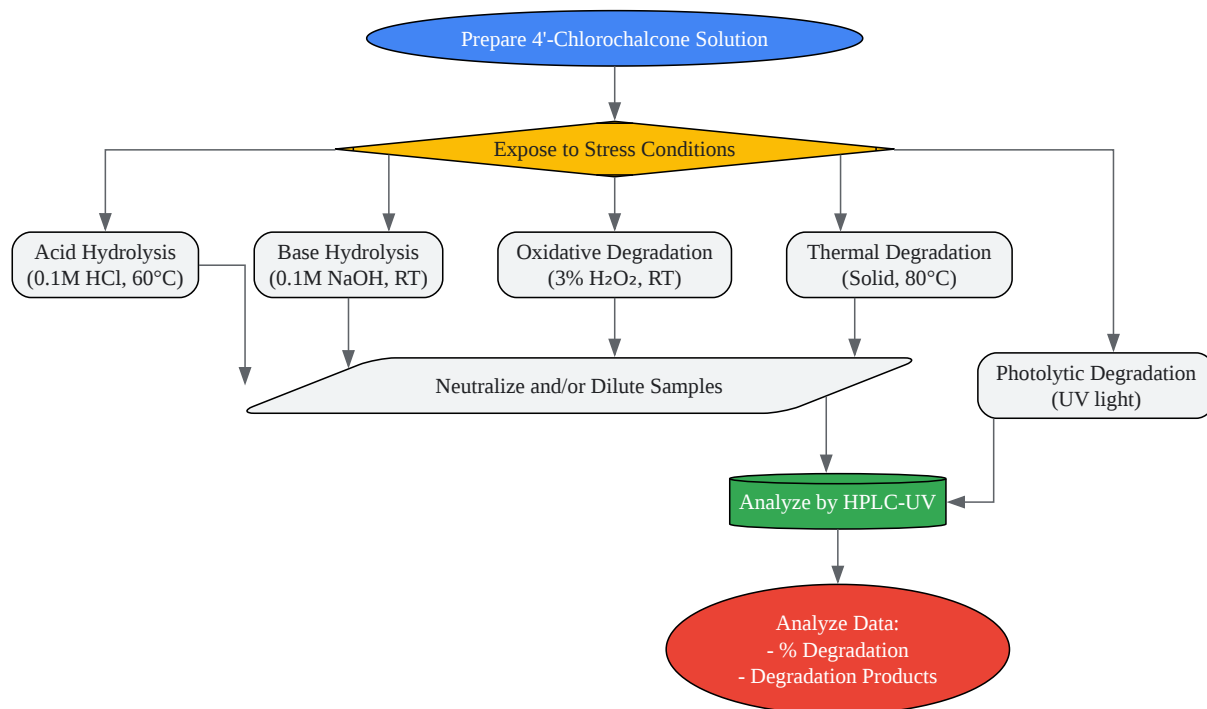 Prepare 4'-Chlorochalcone Solution
Expose to Stress Conditions
Acid Hydrolysis
(0.1M HCl, 60°C)
Base Hydrolysis
(0.1M NaOH, RT)
Oxidative Degradation
(3% H₂O₂, RT)
Thermal Degradation
(Solid, 80°C)
Photolytic Degradation
(UV light)
Neutralize and/or Dilute Samples
Analyze by HPLC-UV
Analyze Data:
- % Degradation
- Degradation Products